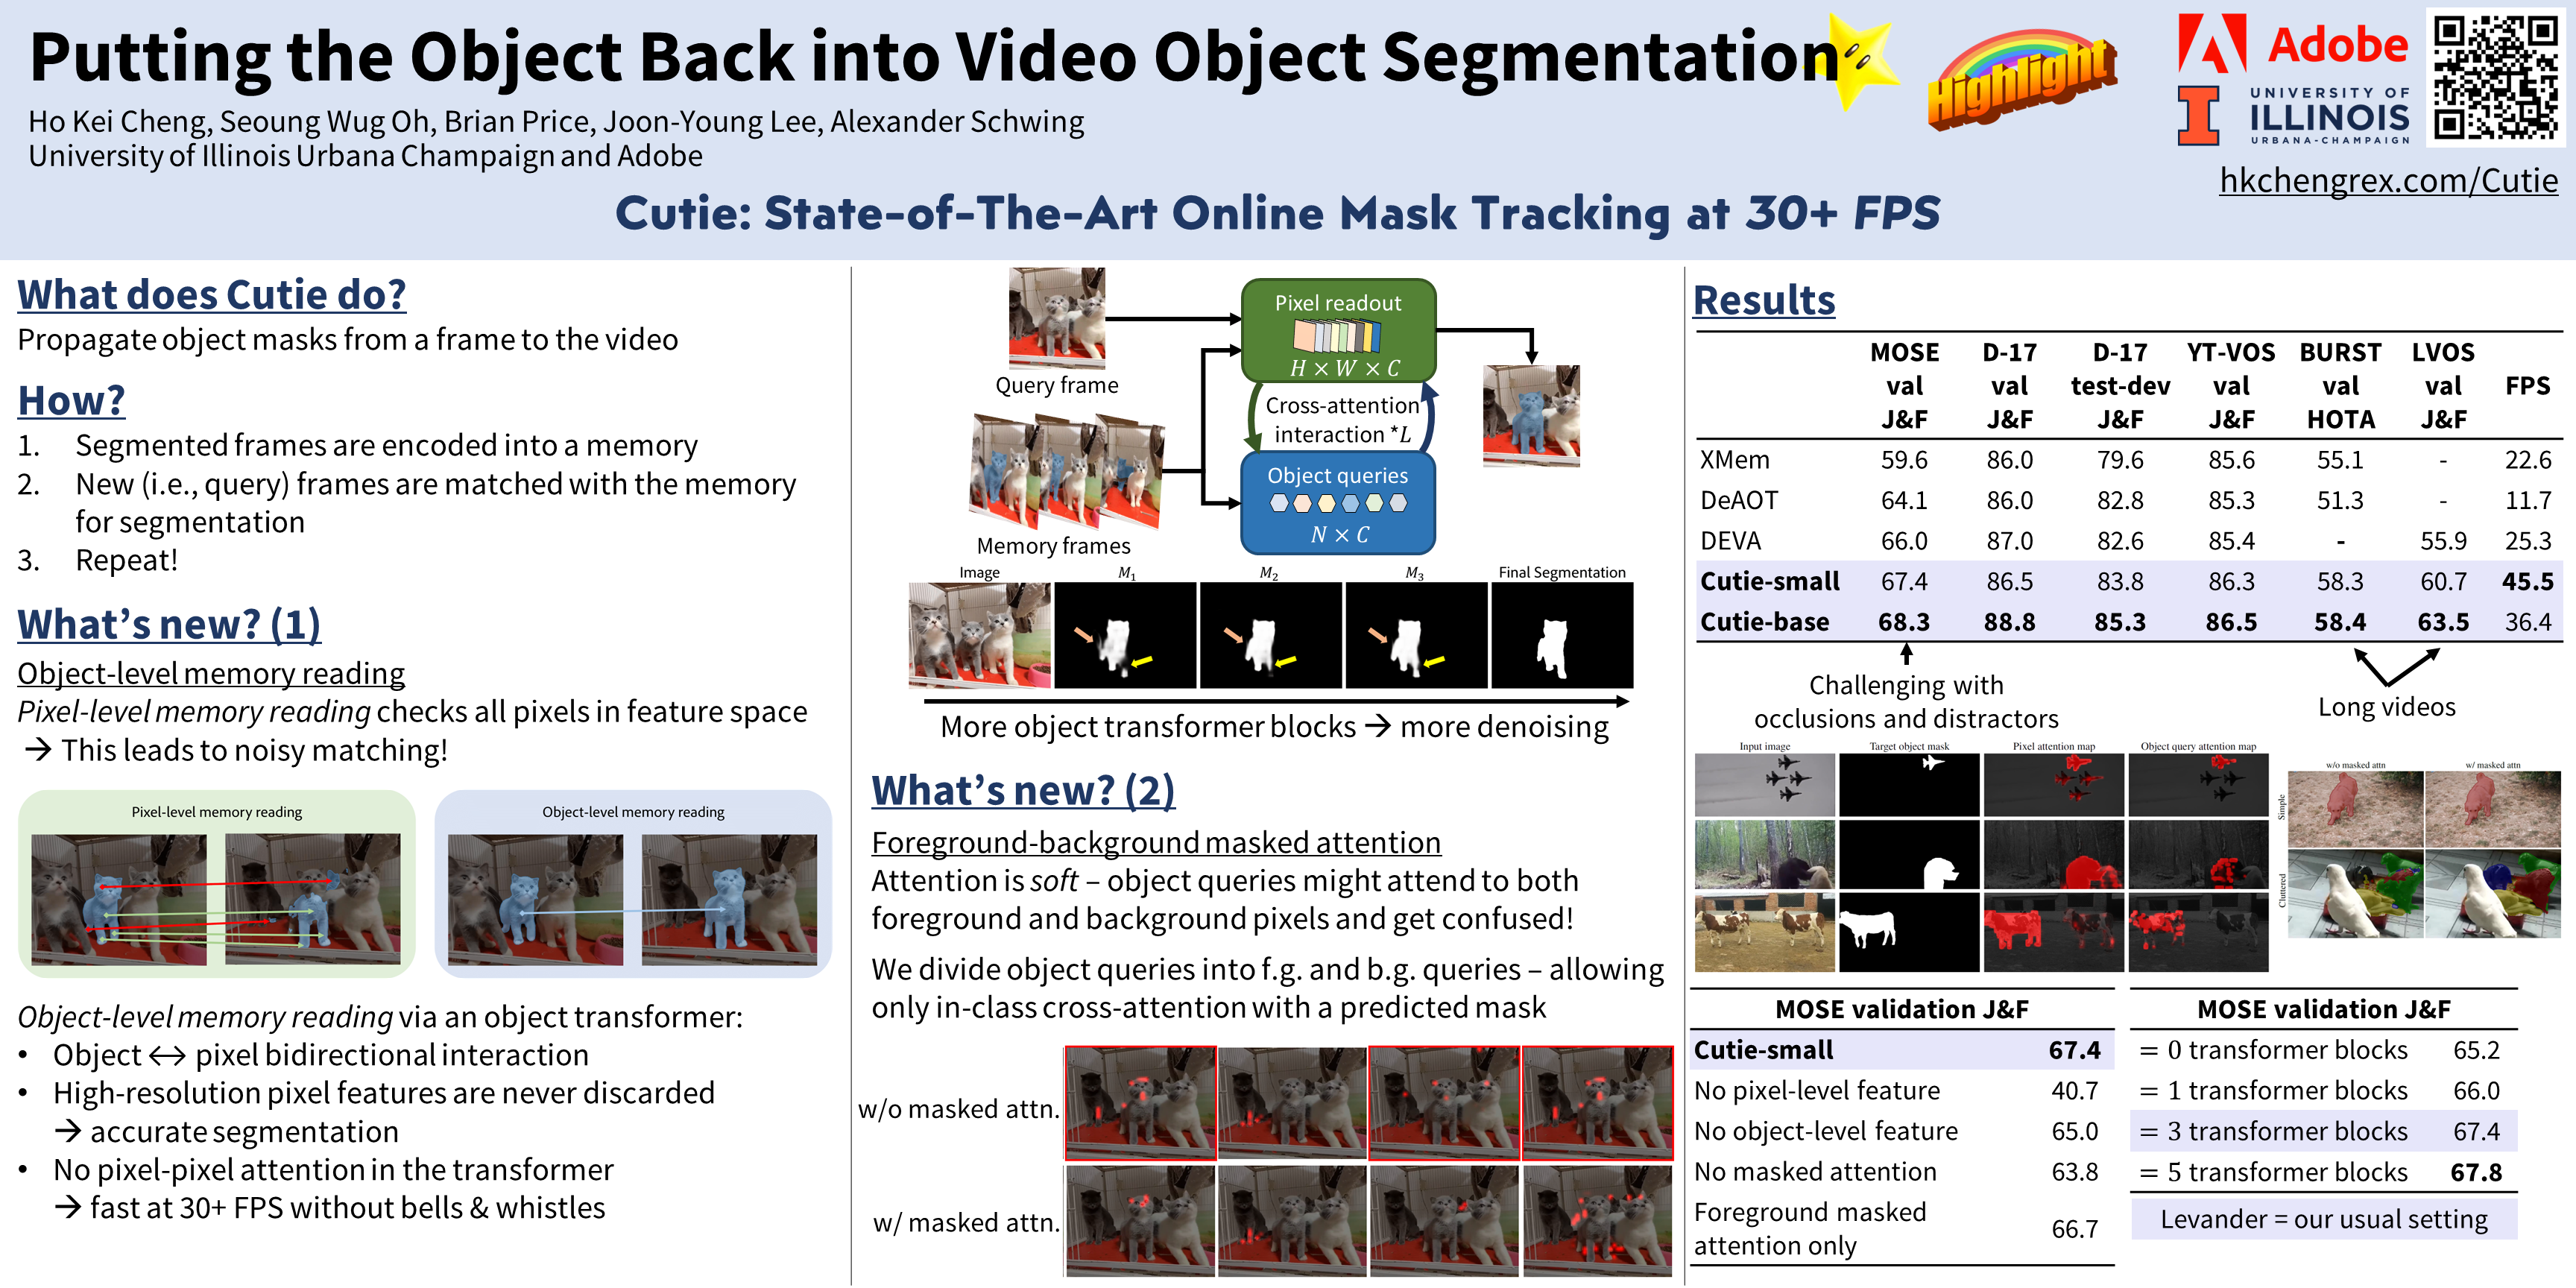 Putting the Object Back into Video Object Segmentation
Highlight
Adobe
UNIVERSITY OF
ILLINOIS
URBANA-CHAMPAIGN
Ho Kei Cheng, Seoung Wug Oh, Brian Price, Joon-Young Lee, Alexander Schwing
University of Illinois Urbana Champaign and Adobe
hkchengrex.com/Cutie
Cutie: State-of-The-Art Online Mask Tracking at 30+ FPS
What does Cutie do?
Propagate object masks from a frame to the video
How?
1. Segmented frames are encoded into a memory
2. New (i.e., query) frames are matched with the memory
for segmentation
3. Repeat!
What's new? (1)
Object-level memory reading
Pixel-level memory reading checks all pixels in feature space
→ This leads to noisy matching!
Pixel-level memory reading
Object-level memory reading
Object-level memory reading via an object transformer:
• Object ↔ pixel bidirectional interaction
• High-resolution pixel features are never discarded
→ accurate segmentation
• No pixel-pixel attention in the transformer
→ fast at 30+ FPS without bells & whistles
Query frame
Memory frames
Pixel readout
H × W × C
Cross-attention
interaction *L
Object queries
N × C
Image M₁ M₂ M₃ Final Segmentation
More object transformer blocks → more denoising
What's new? (2)
Foreground-background masked attention
Attention is soft – object queries might attend to both
foreground and background pixels and get confused!
We divide object queries into f.g. and b.g. queries – allowing
only in-class cross-attention with a predicted mask
w/o masked attn.
w/ masked attn.
Results
MOSE D-17 D-17 YT-VOS BURST LVOS
val val test-dev val val val FPS
J&F J&F J&F J&F HOTA J&F
XMem 59.6 86.0 79.6 85.6 55.1 - 22.6
DeAOT 64.1 86.0 82.8 85.3 51.3 - 11.7
DEVA 66.0 87.0 82.6 85.4 - 55.9 25.3
Cutie-small 67.4 86.5 83.8 86.3 58.3 60.7 45.5
Cutie-base 68.3 88.8 85.3 86.5 58.4 63.5 36.4
Challenging with
occlusions and distractors
Long videos
Input image Target object mask Pixel attention map Object query attention map
w/o masked attn w/ masked attn
Simple
Cluttered
MOSE validation J&F
Cutie-small 67.4
No pixel-level feature 40.7
No object-level feature 65.0
No masked attention 63.8
Foreground masked
attention only 66.7
MOSE validation J&F
= 0 transformer blocks 65.2
= 1 transformer blocks 66.0
= 3 transformer blocks 67.4
= 5 transformer blocks 67.8
Levander = our usual setting